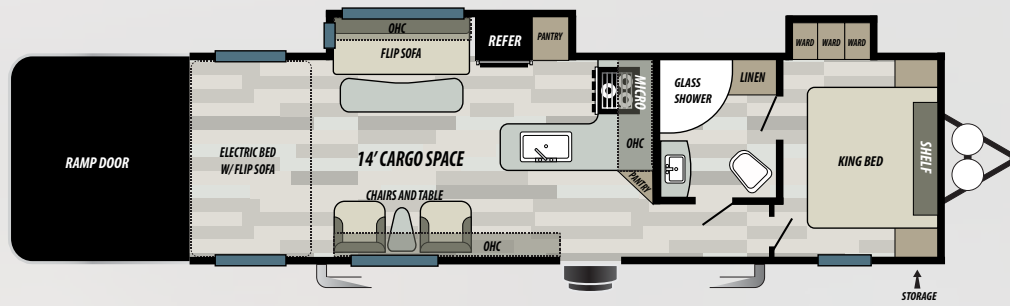 OHC
FLIP SOFA
REFER
PANTRY
WARD WARD WARD
RAMP DOOR
ELECTRIC BED
W/ FLIP SOFA
14' CARGO SPACE
CHAIRS AND TABLE
OHC
MICRO
OHC
PANTRY
GLASS
SHOWER
LINEN
KING BED
SHELF
STORAGE